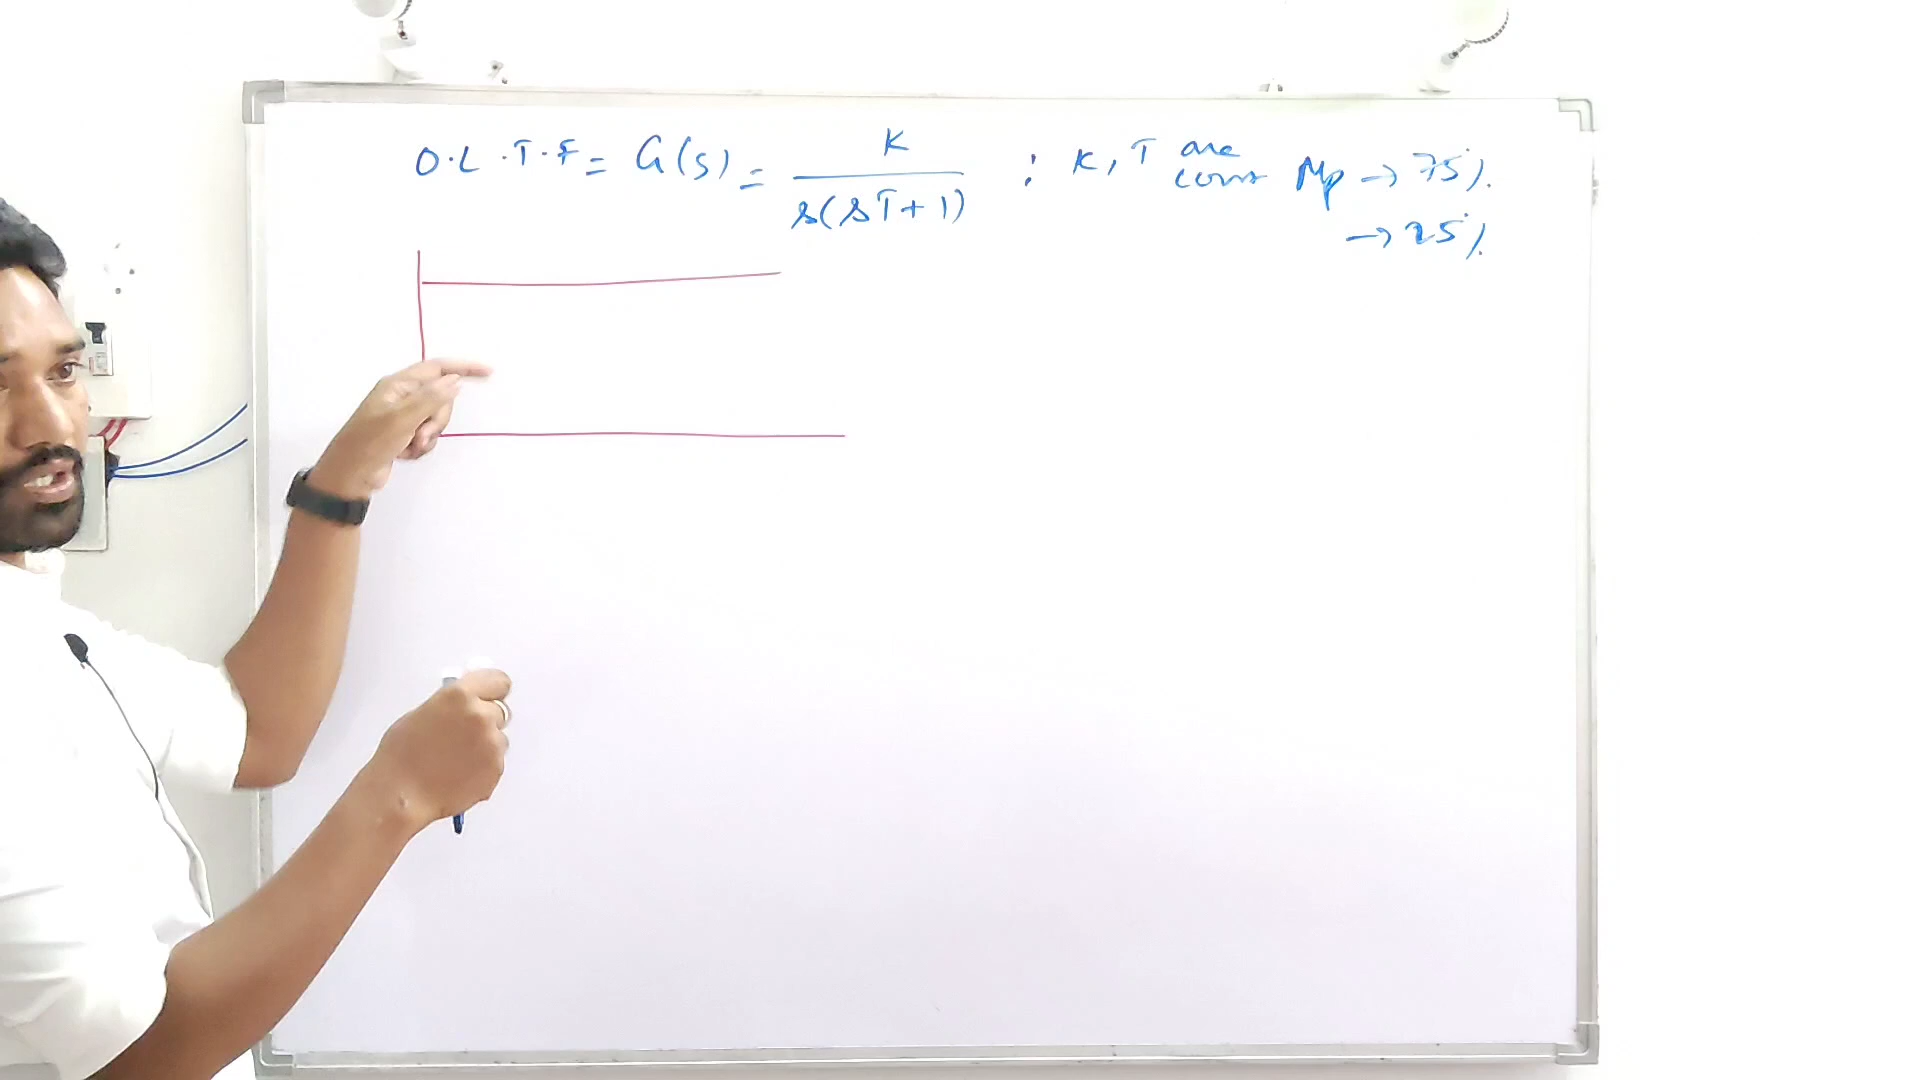 O.L.T.F = G(s) = K / s(sT+1) : K, T are const Mp → 75%.
→ 25%.